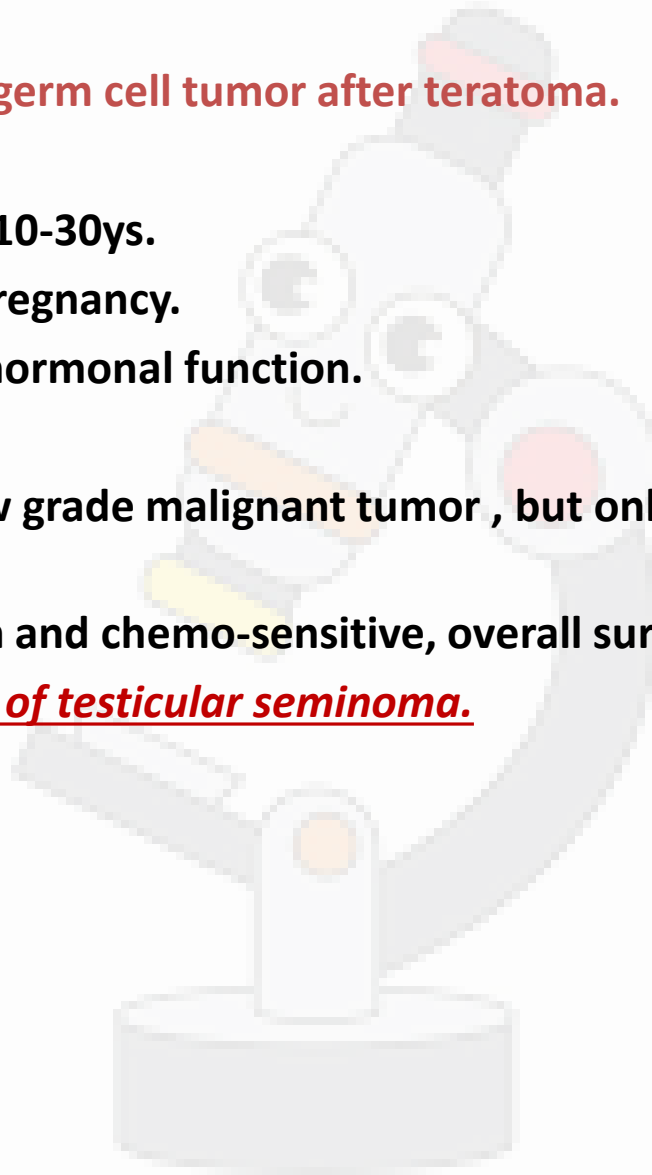 germ cell tumor after teratoma.
10-30ys.
regnancy.
hormonal function.
w grade malignant tumor , but onl
n and chemo-sensitive, overall sur
of testicular seminoma.